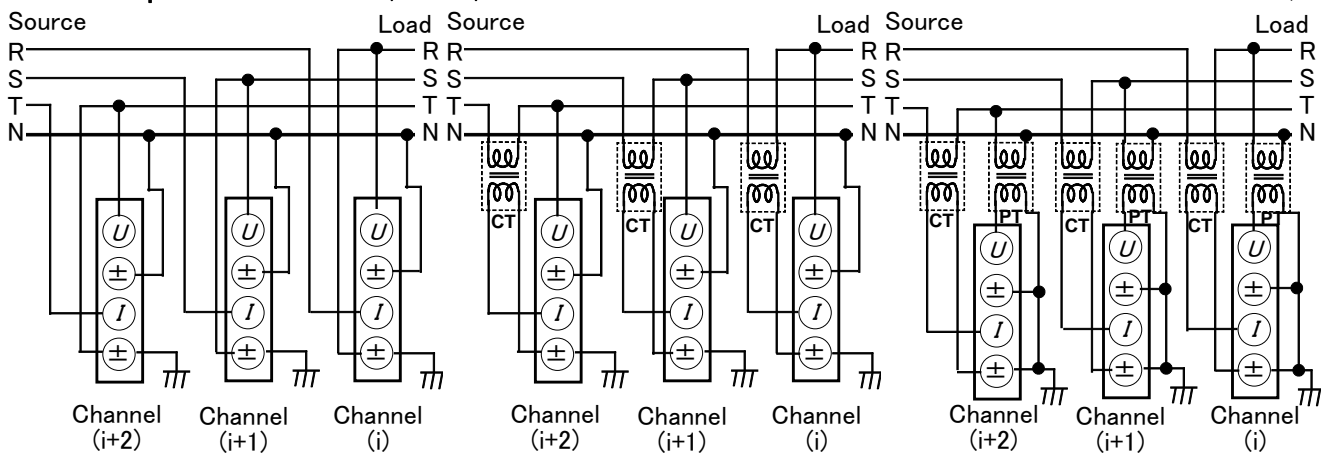 Source
Load
R
R
S
S
T
T
N
N
U
±
I
±
Channel
(i+2)
U
±
I
±
Channel
(i+1)
U
±
I
±
Channel
(i)
Source
Load
R
R
S
S
T
T
N
N
CT
CT
CT
U
±
I
±
Channel
(i+2)
U
±
I
±
Channel
(i+1)
U
±
I
±
Channel
(i)
Source
Load
R
R
S
S
T
T
N
N
CT
PT
CT
PT
CT
PT
U
±
I
±
Channel
(i+2)
U
±
I
±
Channel
(i+1)
U
±
I
±
Channel
(i)